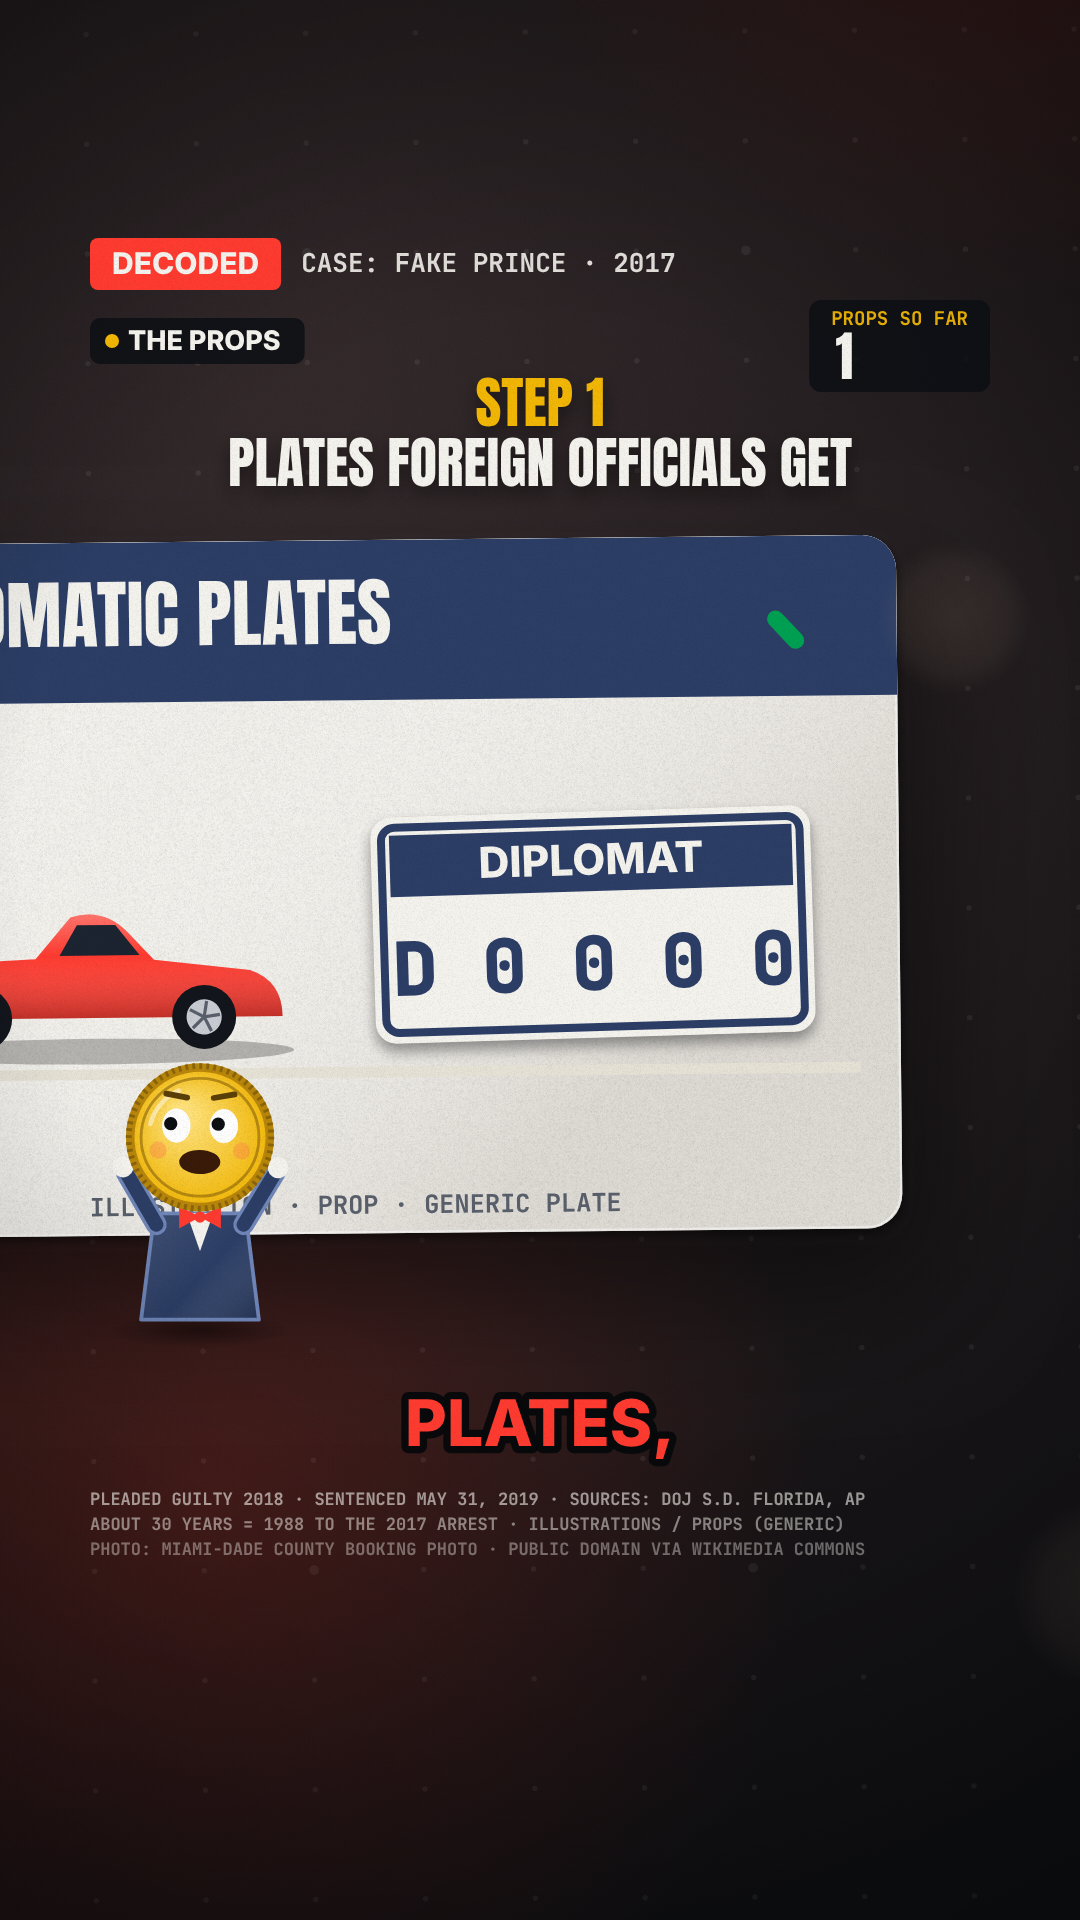 DECODED CASE: FAKE PRINCE · 2017
THE PROPS
PROPS SO FAR
1
STEP 1
PLATES FOREIGN OFFICIALS GET
OMATIC PLATES
DIPLOMAT
D 0 0 0 0
· PROP · GENERIC PLATE
PLATES,
PLEADED GUILTY 2018 · SENTENCED MAY 31, 2019 · SOURCES: DOJ S.D. FLORIDA, AP
ABOUT 30 YEARS = 1988 TO THE 2017 ARREST · ILLUSTRATIONS / PROPS (GENERIC)
PHOTO: MIAMI-DADE COUNTY BOOKING PHOTO · PUBLIC DOMAIN VIA WIKIMEDIA COMMONS